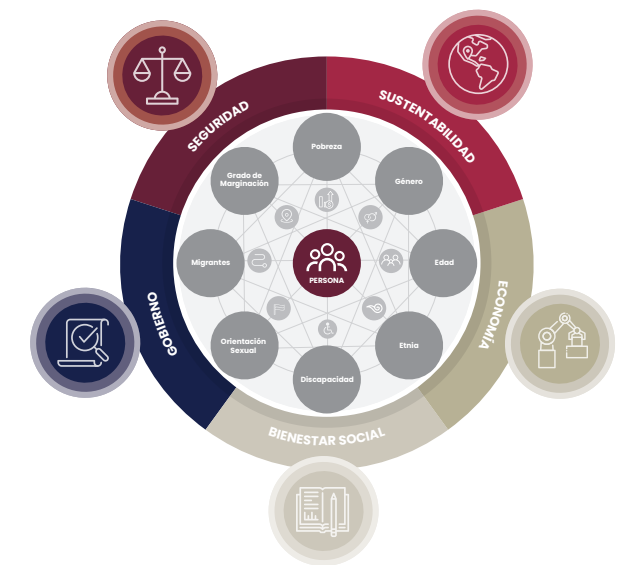 SEGURIDAD
SUSTENTABILIDAD
Pobreza
Grado de
Marginación
Género
Migrantes
PERSONA
Edad
GOBIERNO
ECONOMÍA
Orientación
Sexual
Etnia
Discapacidad
BIENESTAR SOCIAL